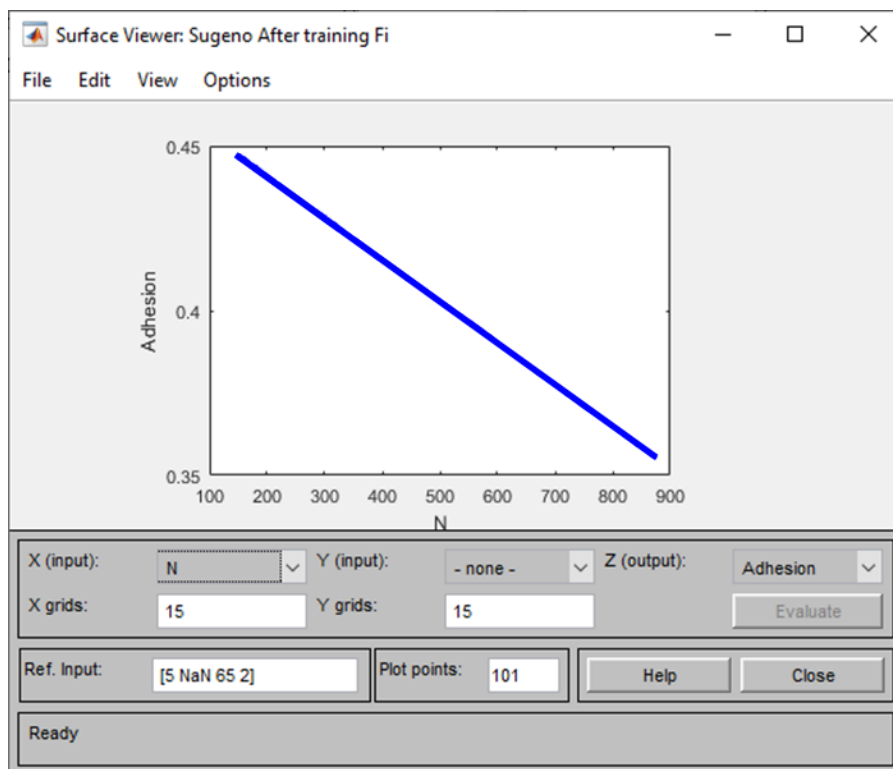 Surface Viewer: Sugeno After training Fi
File Edit View Options
0.45
0.4
0.35
Adhesion
100 200 300 400 500 600 700 800 900
N
X (input): N Y (input): - none - Z (output): Adhesion
X grids: 15 Y grids: 15 Evaluate
Ref. Input: [5 NaN 65 2] Plot points: 101 Help Close
Ready